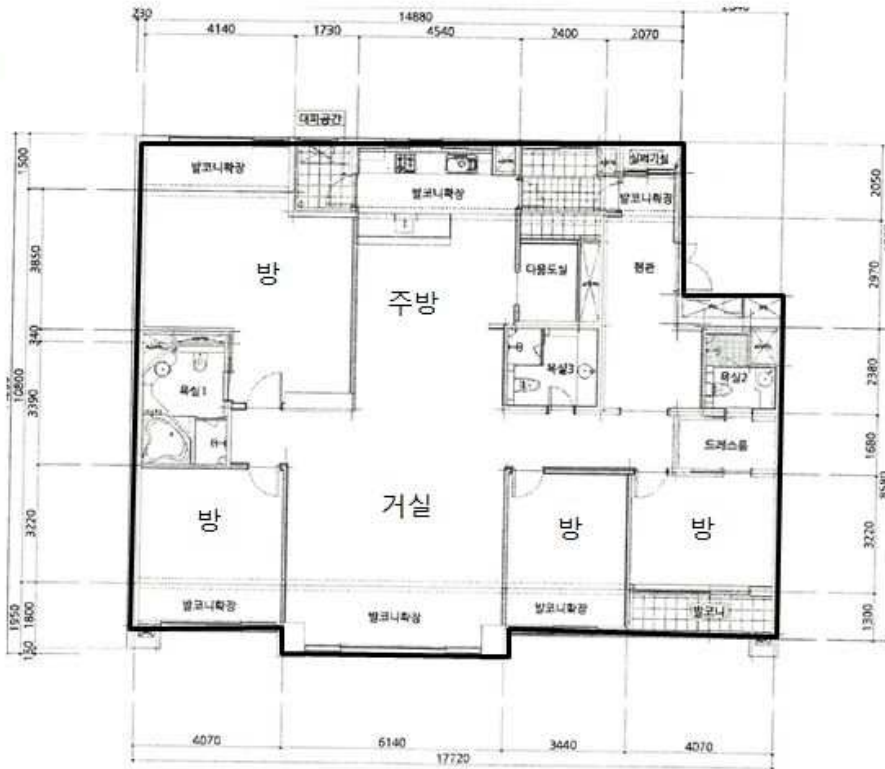 230
14880
4140
1730
4540
2400
2070
대피공간
실외기실
발코니확장
발코니확장
발코니확장
1500
2050
방
다용도실
현관
3850
2970
주방
340
10800
욕실1
욕실3
욕실2
2380
3390
드레스룸
1680
8580
방
거실
방
방
3220
3220
발코니확장
발코니확장
발코니확장
발코니
1950
1800
1300
4070
6140
3440
4070
17720